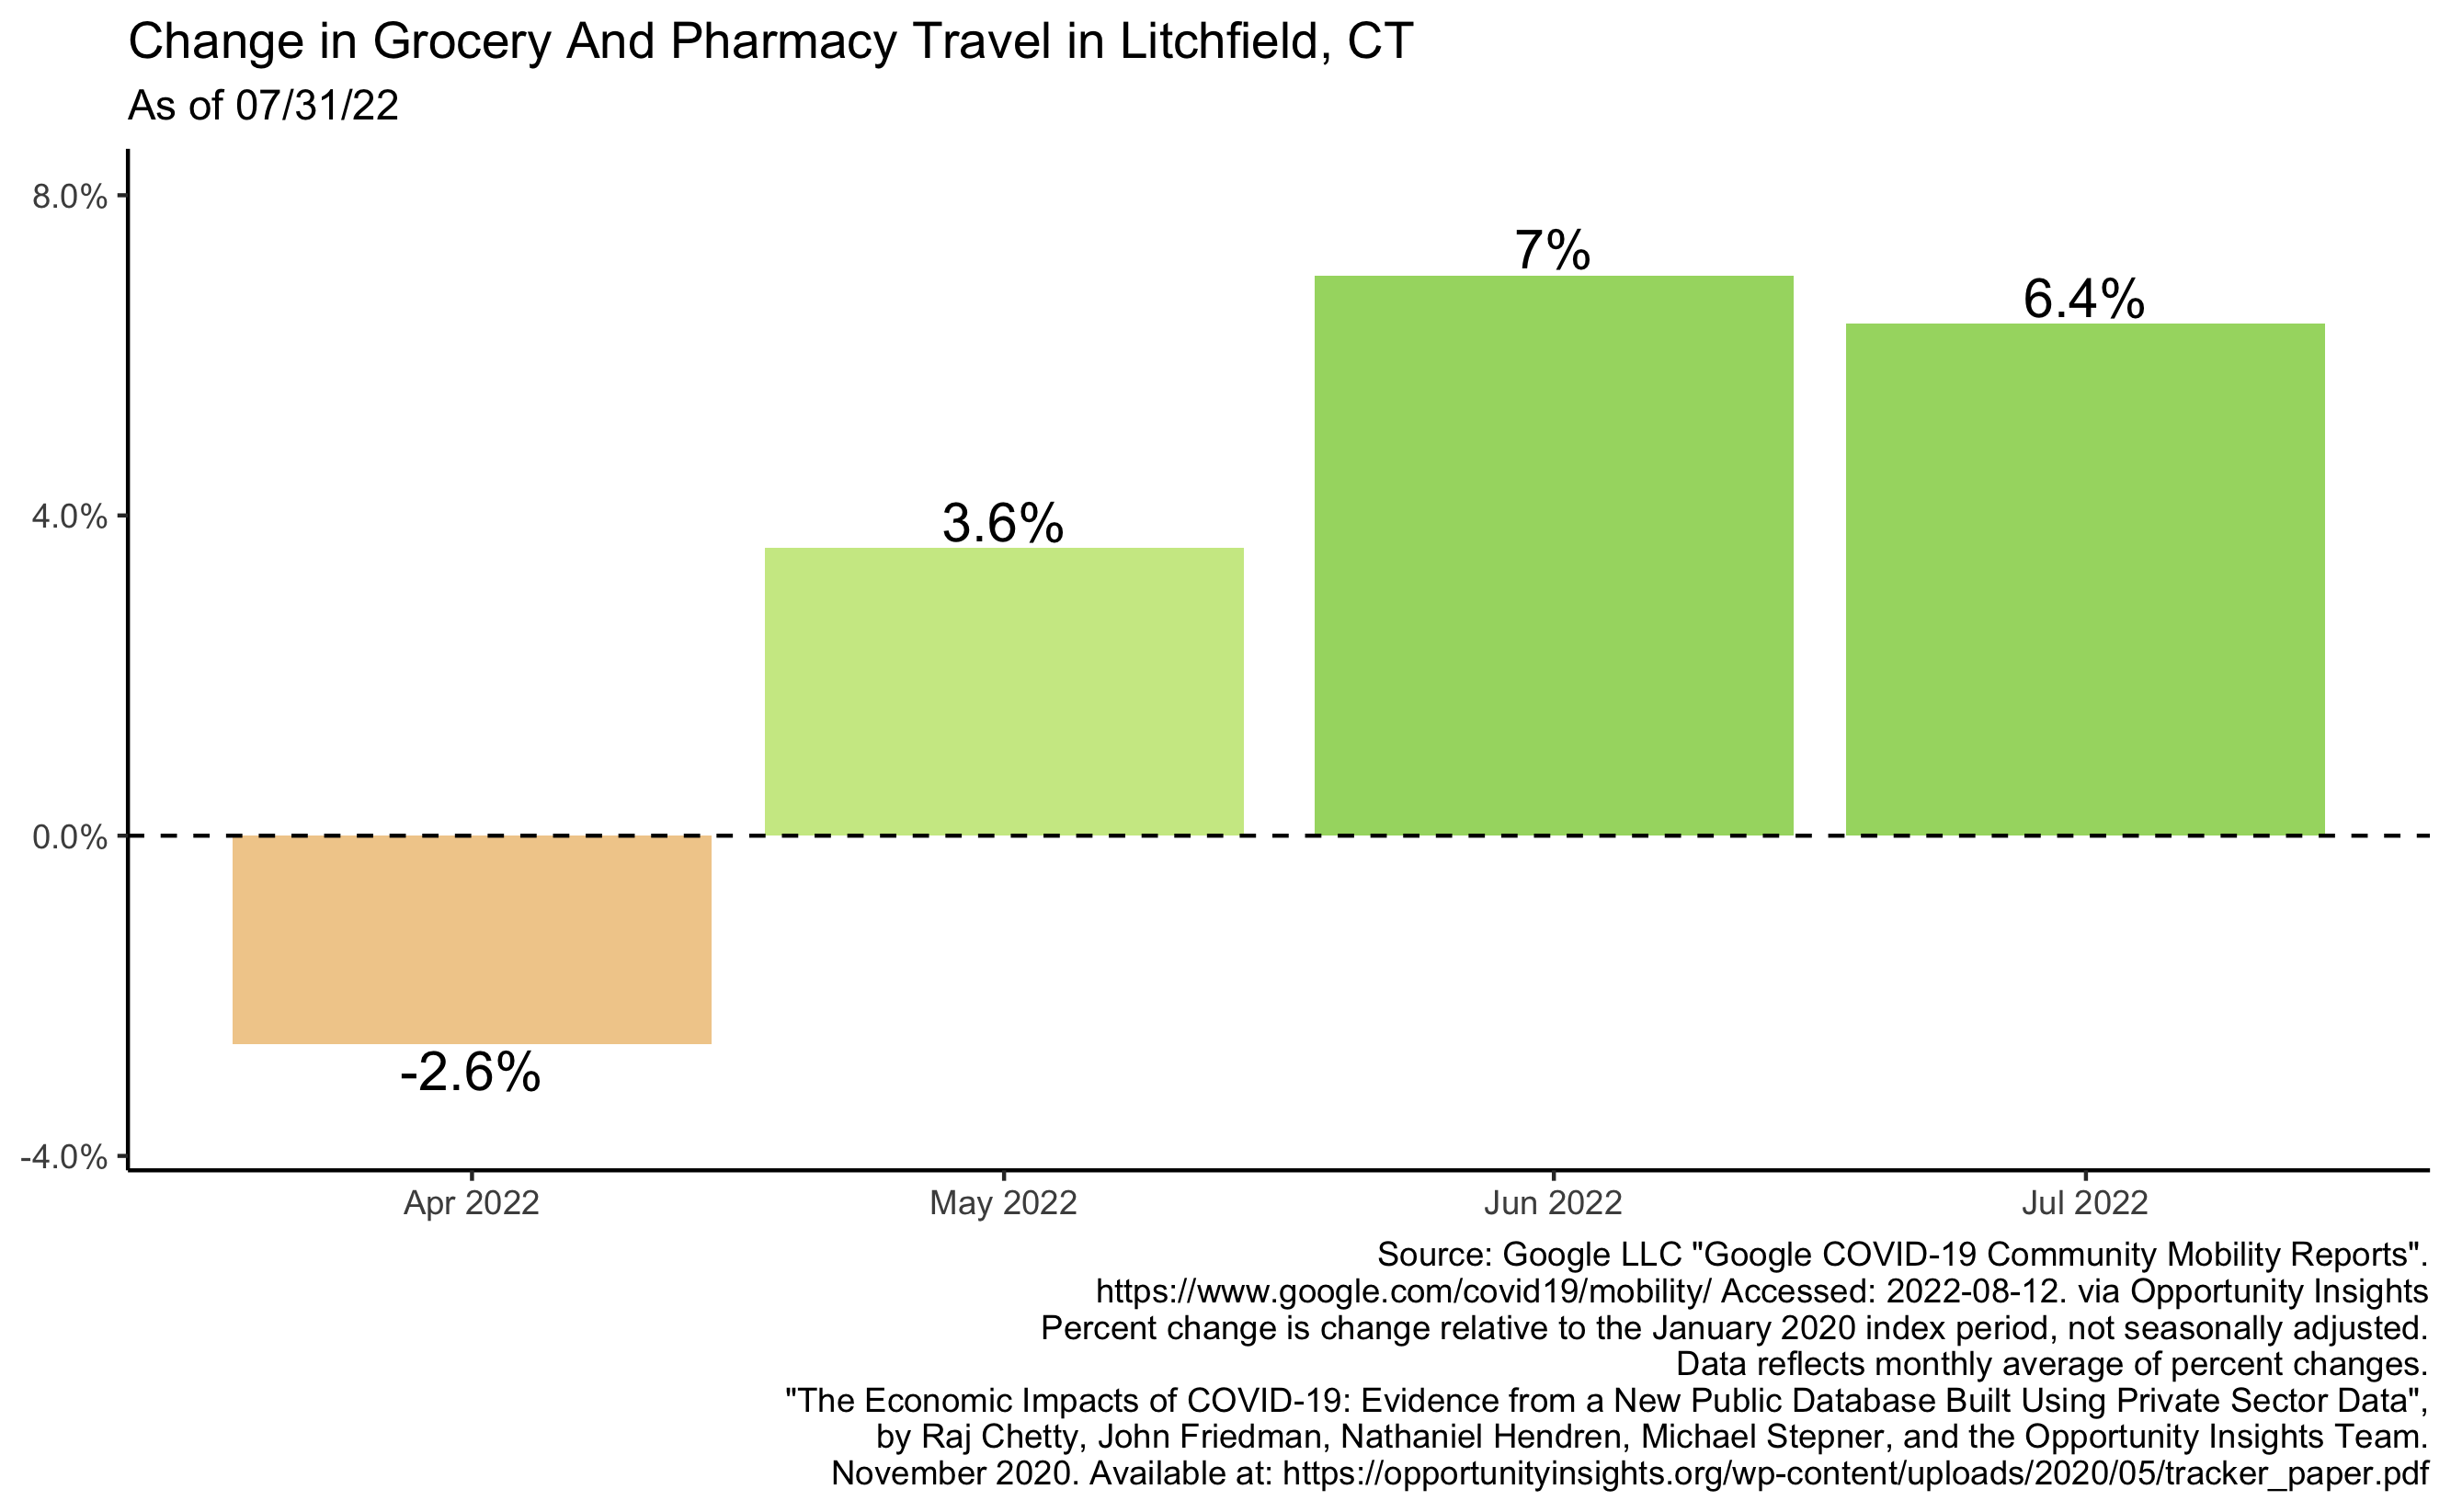 Change in Grocery And Pharmacy Travel in Litchfield, CT
As of 07/31/22
8.0%
4.0%
0.0%
-4.0%
-2.6%
3.6%
7%
6.4%
Apr 2022
May 2022
Jun 2022
Jul 2022
Source: Google LLC "Google COVID-19 Community Mobility Reports".
https://www.google.com/covid19/mobility/ Accessed: 2022-08-12. via Opportunity Insights
Percent change is change relative to the January 2020 index period, not seasonally adjusted.
Data reflects monthly average of percent changes.
"The Economic Impacts of COVID-19: Evidence from a New Public Database Built Using Private Sector Data",
by Raj Chetty, John Friedman, Nathaniel Hendren, Michael Stepner, and the Opportunity Insights Team.
November 2020. Available at: https://opportunityinsights.org/wp-content/uploads/2020/05/tracker_paper.pdf